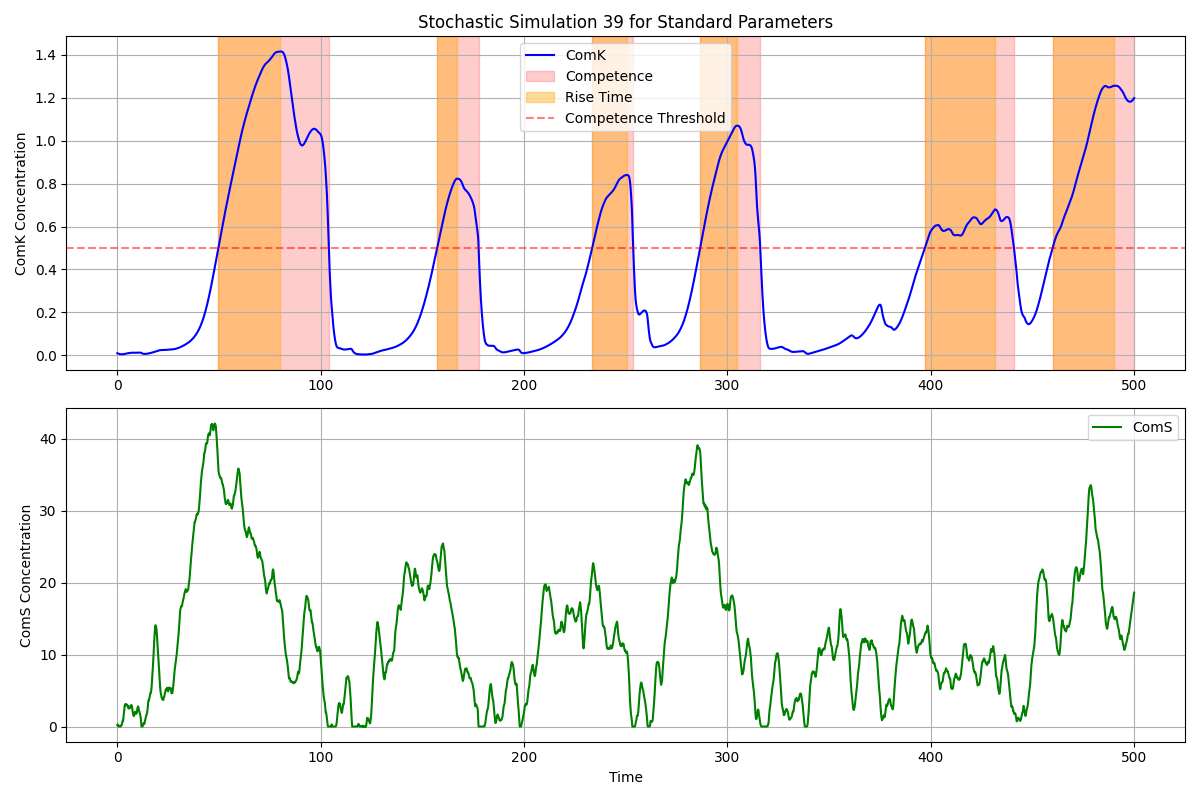 Stochastic Simulation 39 for Standard Parameters
ComK Concentration
1.4
1.2
1.0
0.8
0.6
0.4
0.2
0.0
ComK
Competence
Rise Time
Competence Threshold
0 100 200 300 400 500
ComS Concentration
40
30
20
10
0
ComS
0 100 200 300 400 500
Time